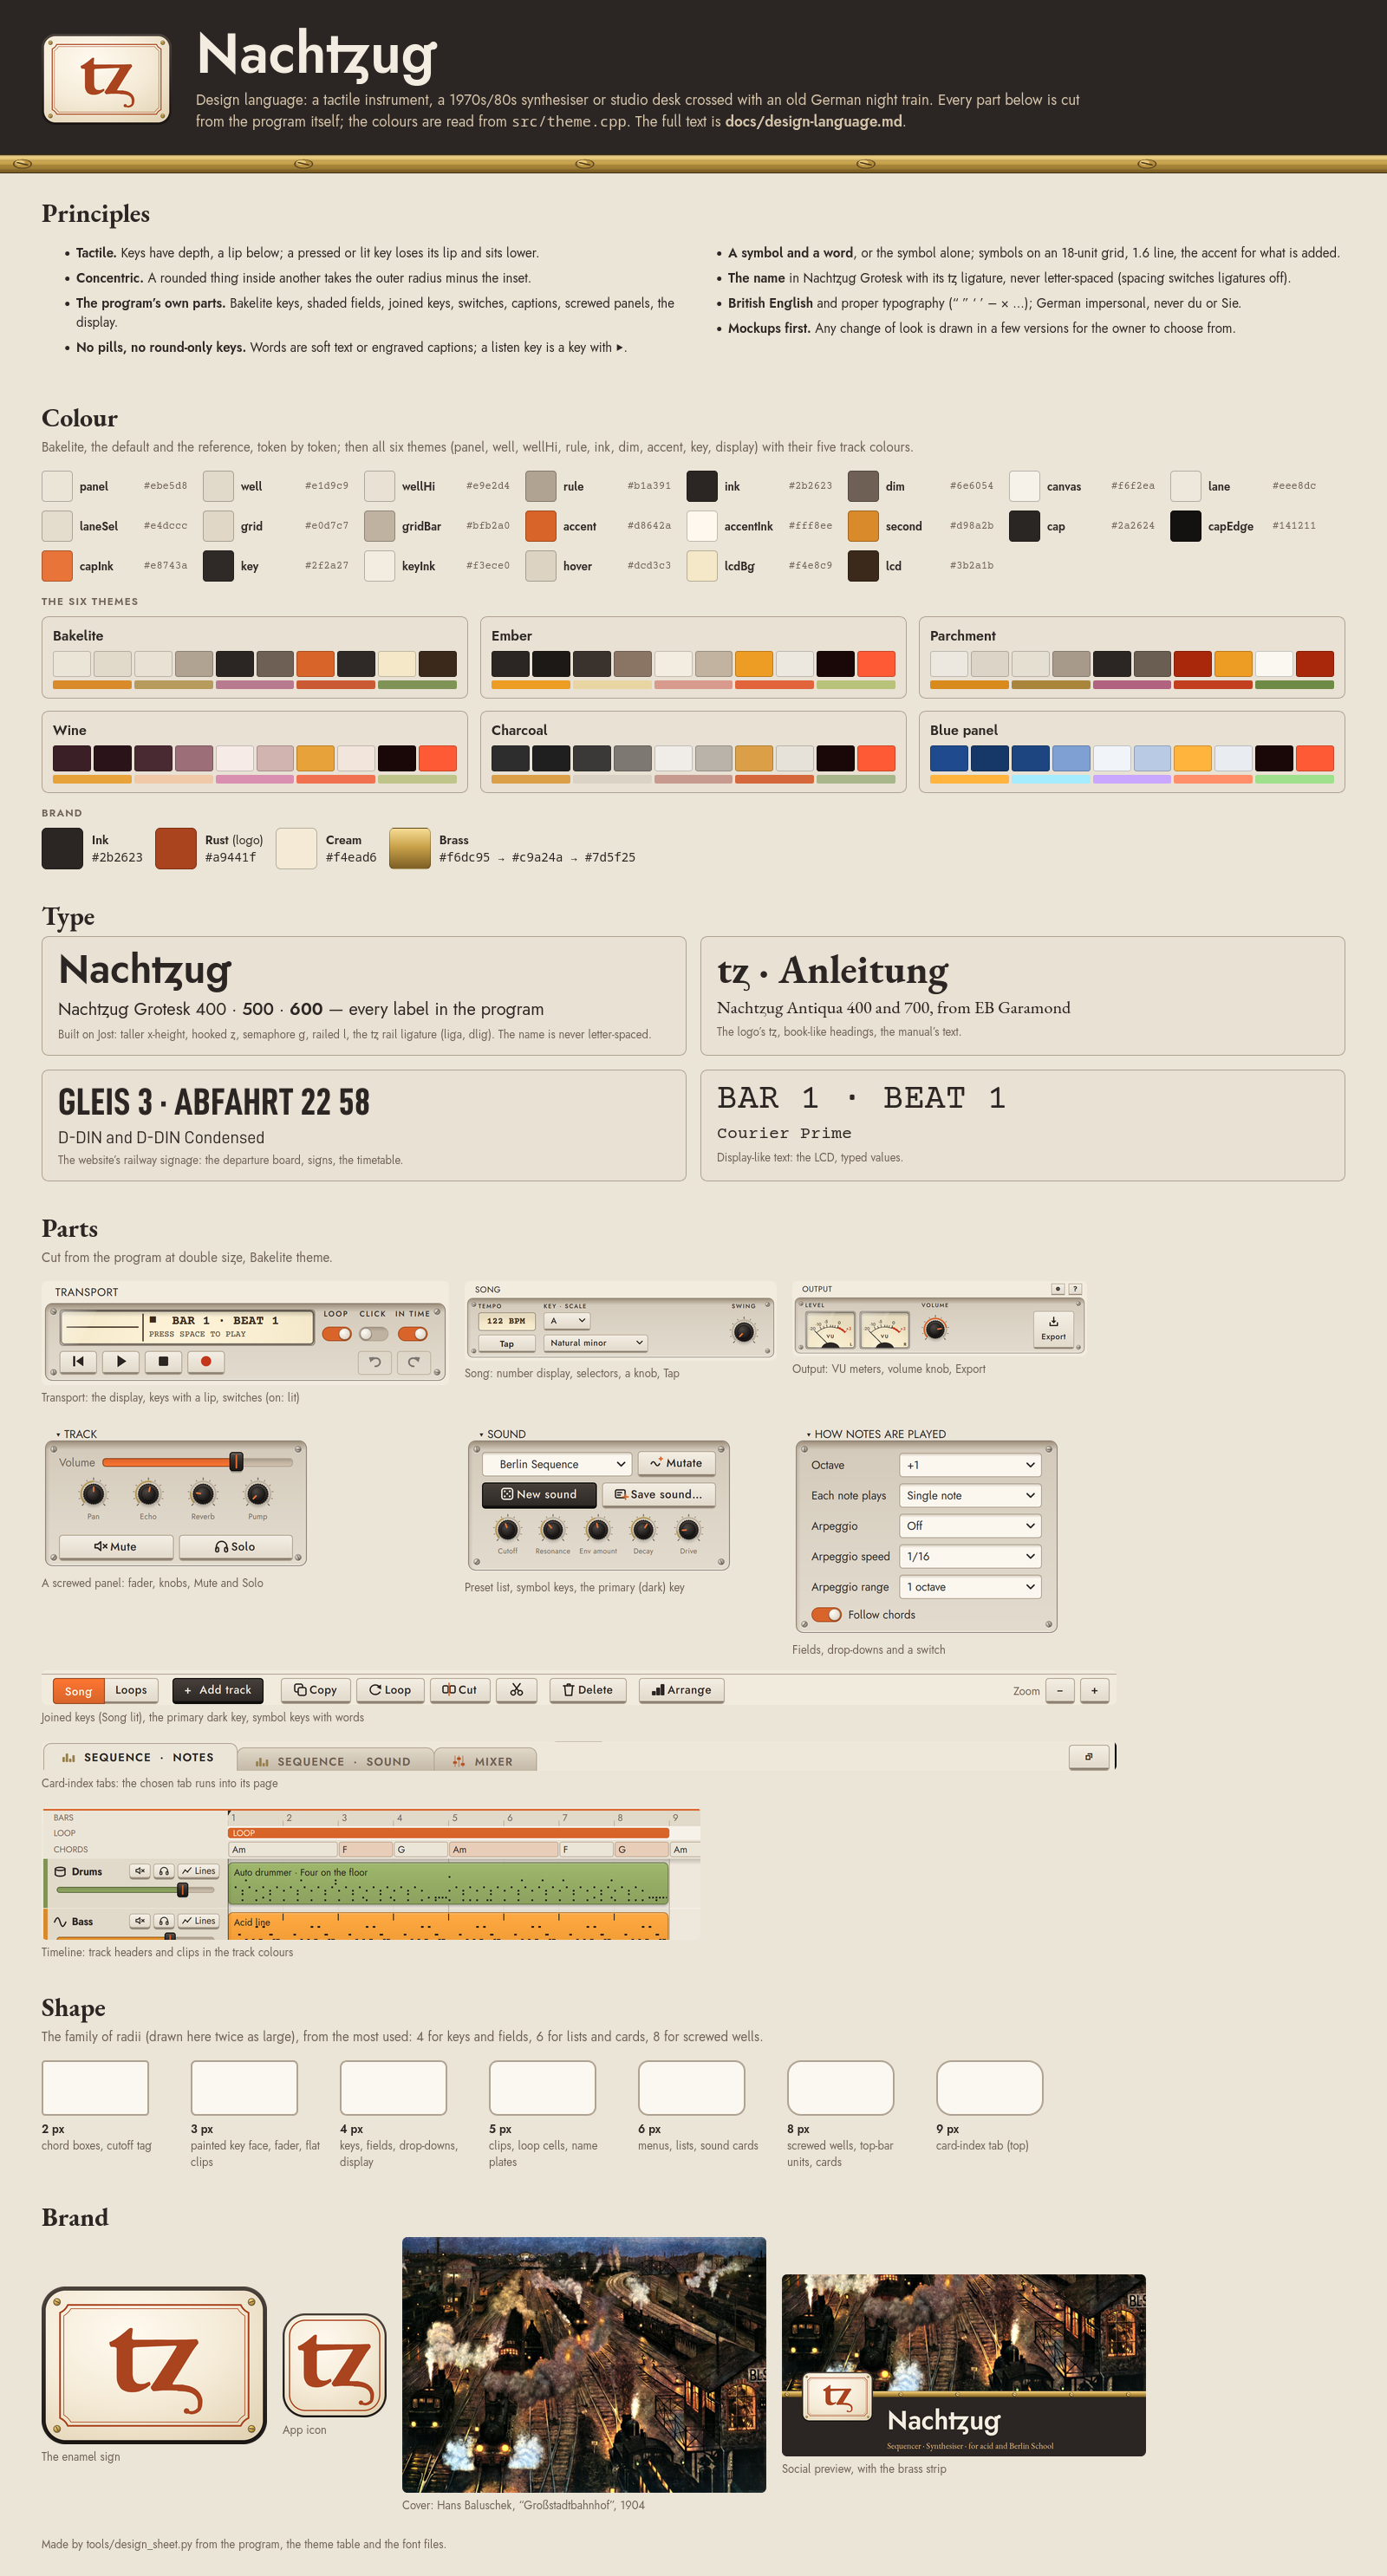 tz
Nachtzug
Design language: a tactile instrument, a 1970s/80s synthesiser or studio desk crossed with an old German night train. Every part below is cut
from the program itself; the colours are read from src/theme.cpp. The full text is docs/design-language.md.
Principles
• Tactile. Keys have depth, a lip below; a pressed or lit key loses its lip and sits lower.
• Concentric. A rounded thing inside another takes the outer radius minus the inset.
• The program's own parts. Bakelite keys, shaded fields, joined keys, switches, captions, screwed panels, the
display.
• No pills, no round-only keys. Words are soft text or engraved captions; a listen key is a key with ▶.
• A symbol and a word, or the symbol alone; symbols on an 18-unit grid, 1.6 line, the accent for what is added.
• The name in Nachtzug Grotesk with its tz ligature, never letter-spaced (spacing switches ligatures off).
• British English and proper typography (“ ” ‘ ’ – × …); German impersonal, never du or Sie.
• Mockups first. Any change of look is drawn in a few versions for the owner to choose from.
Colour
Bakelite, the default and the reference, token by token; then all six themes (panel, well, wellHi, rule, ink, dim, accent, key, display) with their five track colours.
panel #ebe5d8 well #e1d9c9 wellHi #e9e2d4 rule #b1a391 ink #2b2623 dim #6e6054 canvas #f6f2ea lane #eee8dc
laneSel #e4dccc grid #e0d7c7 gridBar #bfb2a0 accent #d8642a accentInk #fff8ee second #d98a2b cap #2a2624 capEdge #141211
capInk #e8743a key #2f2a27 keyInk #f3ece0 hover #dcd3c3 lcdBg #f4e8c9 lcd #3b2a1b
THE SIX THEMES
Bakelite
Ember
Parchment
Wine
Charcoal
Blue panel
BRAND
Ink
#2b2623
Rust (logo)
#a9441f
Cream
#f4ead6
Brass
#f6dc95 → #c9a24a → #7d5f25
Type
Nachtzug
Nachtzug Grotesk 400 · 500 · 600 — every label in the program
Built on Jost: taller x-height, hooked z, semaphore g, railed l, the tz rail ligature (liga, dlig). The name is never letter-spaced.
tz · Anleitung
Nachtzug Antiqua 400 and 700, from EB Garamond
The logo's tz, book-like headings, the manual's text.
GLEIS 3 · ABFAHRT 22 58
D-DIN and D-DIN Condensed
The website's railway signage: the departure board, signs, the timetable.
BAR 1 · BEAT 1
Courier Prime
Display-like text: the LCD, typed values.
Parts
Cut from the program at double size, Bakelite theme.
TRANSPORT
BAR 1 · BEAT 1
PRESS SPACE TO PLAY
LOOP CLICK IN TIME
Transport: the display, keys with a lip, switches (on: lit)
SONG
TEMPO KEY · SCALE SWING
122 BPM A
Tap Natural minor
Song: number display, selectors, a knob, Tap
OUTPUT ?
LEVEL VOLUME
VU L VU R
Export
Output: VU meters, volume knob, Export
TRACK
Volume
Pan Echo Reverb Pump
Mute Solo
A screwed panel: fader, knobs, Mute and Solo
SOUND
Berlin Sequence Mutate
New sound Save sound…
Cutoff Resonance Env amount Decay Drive
Preset list, symbol keys, the primary (dark) key
HOW NOTES ARE PLAYED
Octave +1
Each note plays Single note
Arpeggio Off
Arpeggio speed 1/16
Arpeggio range 1 octave
Follow chords
Fields, drop-downs and a switch
Song Loops + Add track Copy Loop Cut Delete Arrange Zoom − +
Joined keys (Song lit), the primary dark key, symbol keys with words
SEQUENCE · NOTES SEQUENCE · SOUND MIXER
Card-index tabs: the chosen tab runs into its page
BARS 1 2 3 4 5 6 7 8 9
LOOP LOOP
CHORDS Am F G Am F G Am
Drums Lines Auto drummer · Four on the floor
Bass Lines Acid line
Timeline: track headers and clips in the track colours
Shape
The family of radii (drawn here twice as large), from the most used: 4 for keys and fields, 6 for lists and cards, 8 for screwed wells.
2 px
chord boxes, cutoff tag
3 px
painted key face, fader, flat
clips
4 px
keys, fields, drop-downs,
display
5 px
clips, loop cells, name
plates
6 px
menus, lists, sound cards
8 px
screwed wells, top-bar
units, cards
9 px
card-index tab (top)
Brand
tz
The enamel sign
tz
App icon
BLS
Cover: Hans Baluschek, “Großstadtbahnhof”, 1904
BLS
tz
Nachtzug
Sequencer · Synthesiser · for acid and Berlin School
Social preview, with the brass strip
Made by tools/design_sheet.py from the program, the theme table and the font files.